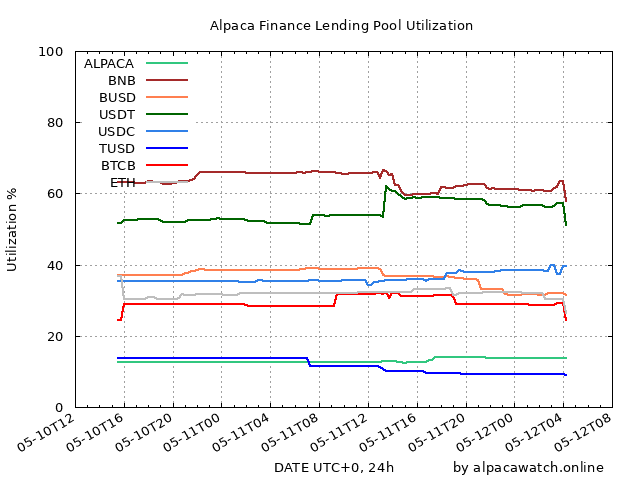 Alpaca Finance Lending Pool Utilization
Utilization %
100
80
60
40
20
0
ALPACA
BNB
BUSD
USDT
USDC
TUSD
BTCB
ETH
05-10T12
05-10T16
05-10T20
05-11T00
05-11T04
05-11T08
05-11T12
05-11T16
05-11T20
05-12T00
05-12T04
05-12T08
DATE UTC+0, 24h
by alpacawatch.online